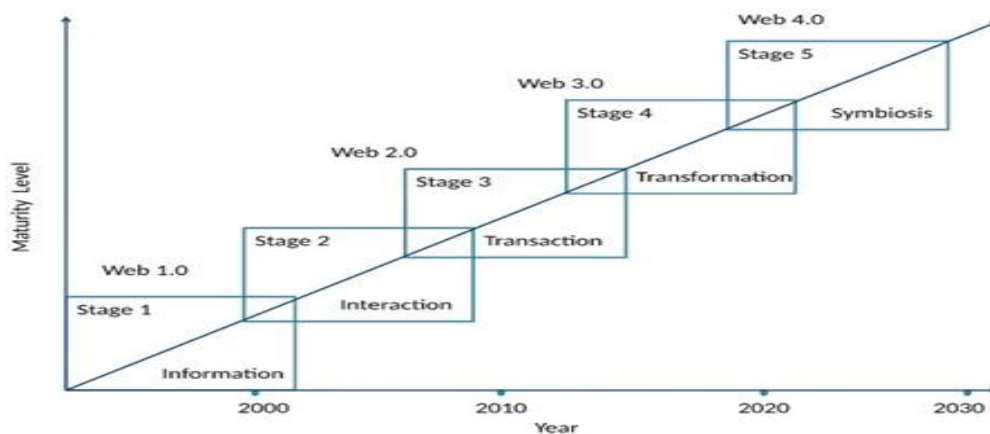 Web 4.0
Stage 5
Symbiosis
Web 3.0
Stage 4
Transformation
Web 2.0
Stage 3
Transaction
Stage 2
Interaction
Web 1.0
Stage 1
Information
Maturity Level
2000
2010
2020
2030
Year